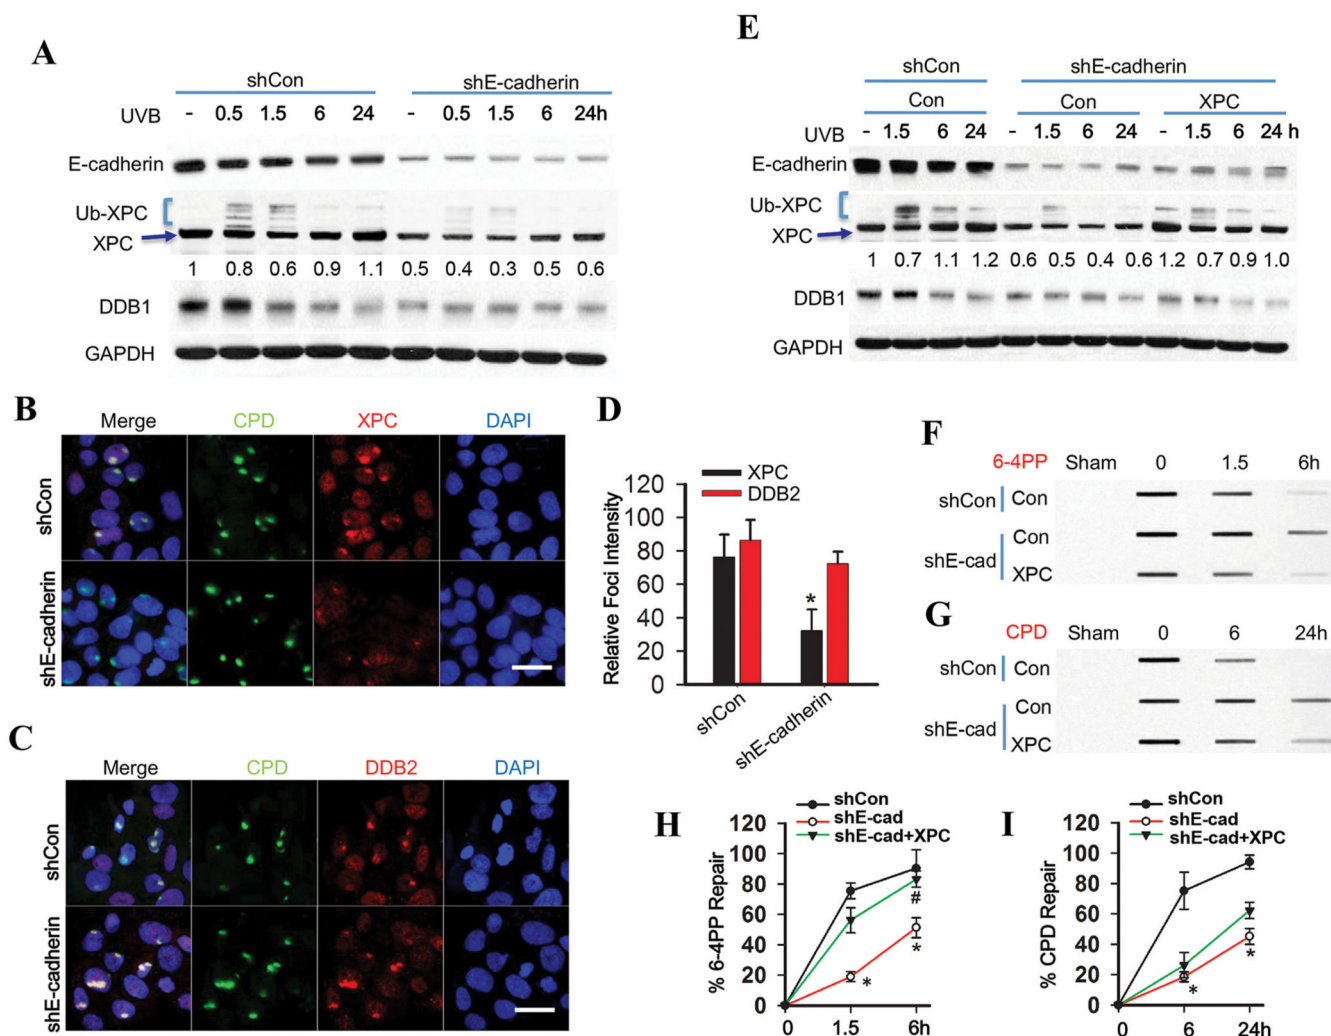 A
shCon shE-cadherin
UVB - 0.5 1.5 6 24 - 0.5 1.5 6 24h
E-cadherin
Ub-XPC
XPC
1 0.8 0.6 0.9 1.1 0.5 0.4 0.3 0.5 0.6
DDB1
GAPDH
E
shCon shE-cadherin
Con Con XPC
UVB - 1.5 6 24 - 1.5 6 24 - 1.5 6 24 h
E-cadherin
Ub-XPC
XPC
1 0.7 1.1 1.2 0.6 0.5 0.4 0.6 1.2 0.7 0.9 1.0
DDB1
GAPDH
B
Merge CPD XPC DAPI
shCon
shE-cadherin
C
Merge CPD DDB2 DAPI
shCon
shE-cadherin
D
XPC
DDB2
Relative Foci Intensity
120
100
80
60
40
20
0
*
shCon
shE-cadherin
F
6-4PP Sham 0 1.5 6h
shCon Con
shE-cad Con
XPC
G
CPD Sham 0 6 24h
shCon Con
shE-cad Con
XPC
H
shCon
shE-cad
shE-cad+XPC
% 6-4PP Repair
120
100
80
60
40
20
0
#
*
*
0 1.5 6h
I
shCon
shE-cad
shE-cad+XPC
% CPD Repair
120
100
80
60
40
20
0
*
*
0 6 24h